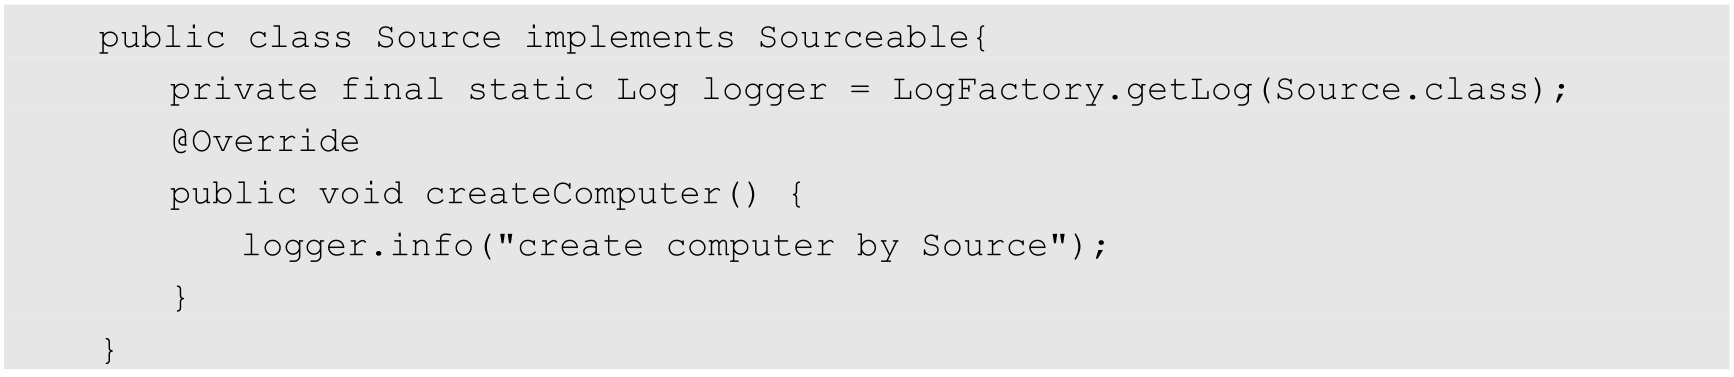 public class Source implements Sourceable{
    private final static Log logger = LogFactory.getLog(Source.class);
    @Override
    public void createComputer() {
        logger.info("create computer by Source");
    }
}